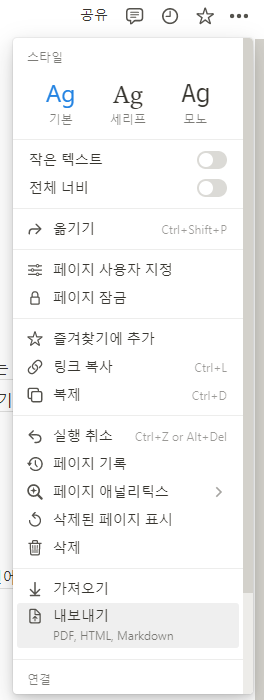 공유
스타일
Ag Ag Ag
기본 세리프 모노
작은 텍스트
전체 너비
옮기기 Ctrl+Shift+P
페이지 사용자 지정
페이지 잠금
즐겨찾기에 추가
는
링크 복사 Ctrl+L
기
복제 Ctrl+D
실행 취소 Ctrl+Z or Alt+Del
페이지 기록
페이지 애널리틱스
삭제된 페이지 표시
삭제
가져오기
내보내기
PDF, HTML, Markdown
연결